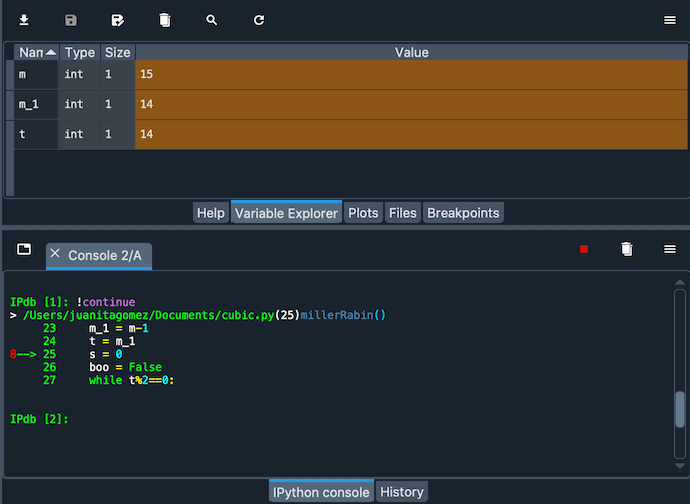 Nam Type Size Value
m int 1 15
m_1 int 1 14
t int 1 14
Help Variable Explorer Plots Files Breakpoints
Console 2/A
IPdb [1]: !continue
> /Users/juanitagomez/Documents/cubic.py(25)millerRabin()
23 m_1 = m-1
24 t = m_1
8--> 25 s = 0
26 boo = False
27 while t%2==0:
IPdb [2]:
IPython console History